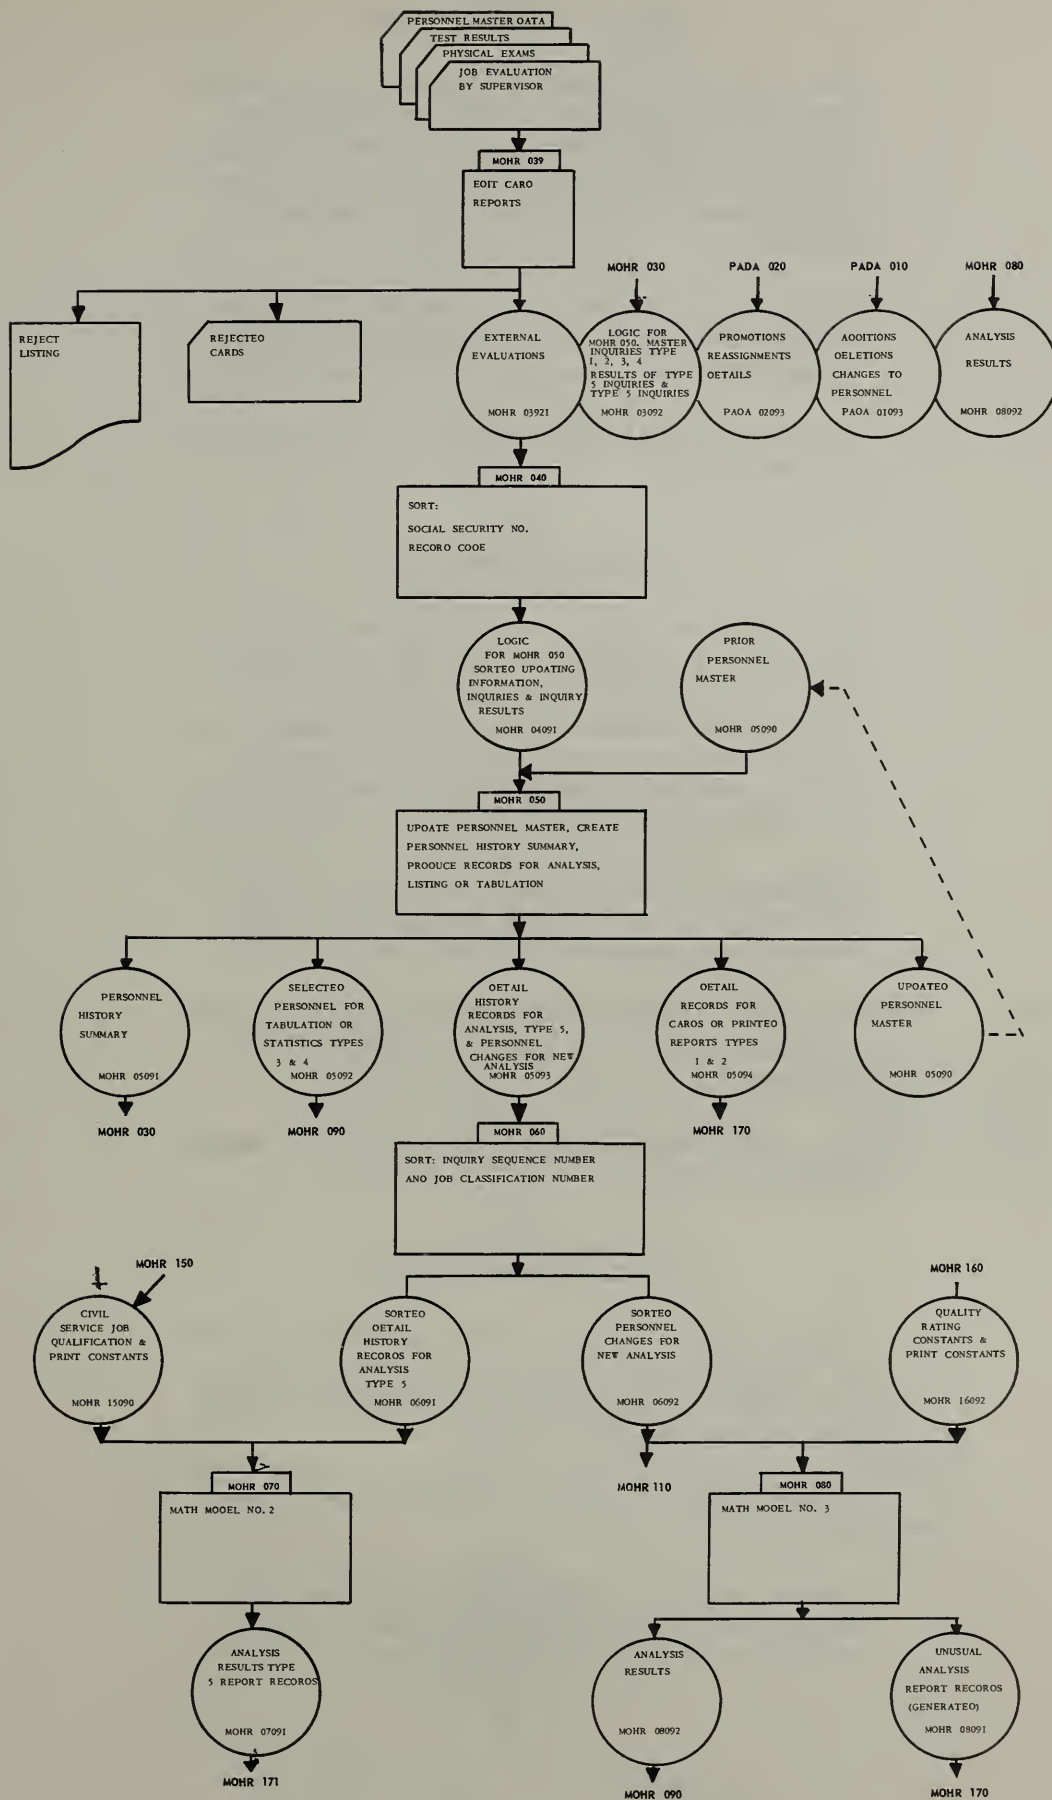 PERSONNEL MASTER OATA
TEST RESULTS
PHYSICAL EXAMS
JOB EVALUATION
BY SUPERVISOR
MOHR 039
EOIT CARO
REPORTS
MOHR 030
PADA 020
PADA 010
MOHR 080
REJECT
LISTING
REJECTEO
CARDS
EXTERNAL
EVALUATIONS
MOHR 03921
LOGIC FOR
MOHR 050. MASTER
INQUIRIES TYPE
1, 2, 3, 4
RESULTS OF TYPE
5 INQUIRIES &
TYPE 5 INQUIRIES
MOHR 03092
PROMOTIONS
REASSIGNMENTS
OETAILS
PAOA 02093
AOOITIONS
OELETIONS
CHANGES TO
PERSONNEL
PAOA 01093
ANALYSIS
RESULTS
MOHR 08092
MOHR 040
SORT:
SOCIAL SECURITY NO.
RECORO COOE
LOGIC
FOR MOHR 050
SORTEO UPOATING
INFORMATION,
INQUIRIES & INQUIRY
RESULTS
MOHR 04091
PRIOR
PERSONNEL
MASTER
MOHR 05090
MOHR 050
UPOATE PERSONNEL MASTER, CREATE
PERSONNEL HISTORY SUMMARY,
PROOUCE RECORDS FOR ANALYSIS,
LISTING OR TABULATION
PERSONNEL
HISTORY
SUMMARY
MOHR 05091
SELECTEO
PERSONNEL FOR
TABULATION OR
STATISTICS TYPES
3 & 4
MOHR 05092
OETAIL
HISTORY
RECORDS FOR
ANALYSIS, TYPE 5,
& PERSONNEL
CHANGES FOR NEW
ANALYSIS
MOHR 05093
OETAIL
RECORDS FOR
CAROS OR PRINTEO
REPORTS TYPES
1 & 2
MOHR 05094
UPOATEO
PERSONNEL
MASTER
MOHR 05090
MOHR 030
MOHR 090
MOHR 170
MOHR 060
SORT: INQUIRY SEQUENCE NUMBER
ANO JOB CLASSIFICATION NUMBER
MOHR 150
MOHR 160
CIVIL
SERVICE JOB
QUALIFICATION &
PRINT CONSTANTS
MOHR 15090
SORTEO
OETAIL
HISTORY
RECOROS FOR
ANALYSIS
TYPE 5
MOHR 06091
SORTEO
PERSONNEL
CHANGES FOR
NEW ANALYSIS
MOHR 06092
QUALITY
RATING
CONSTANTS &
PRINT CONSTANTS
MOHR 16092
MOHR 070
MATH MODEL NO. 2
MOHR 110
MOHR 080
MATH MODEL NO. 3
ANALYSIS
RESULTS TYPE
5 REPORT RECOROS
MOHR 07091
ANALYSIS
RESULTS
MOHR 08092
UNUSUAL
ANALYSIS
REPORT RECORDS
(GENERATEO)
MOHR 08091
MOHR 171
MOHR 090
MOHR 170